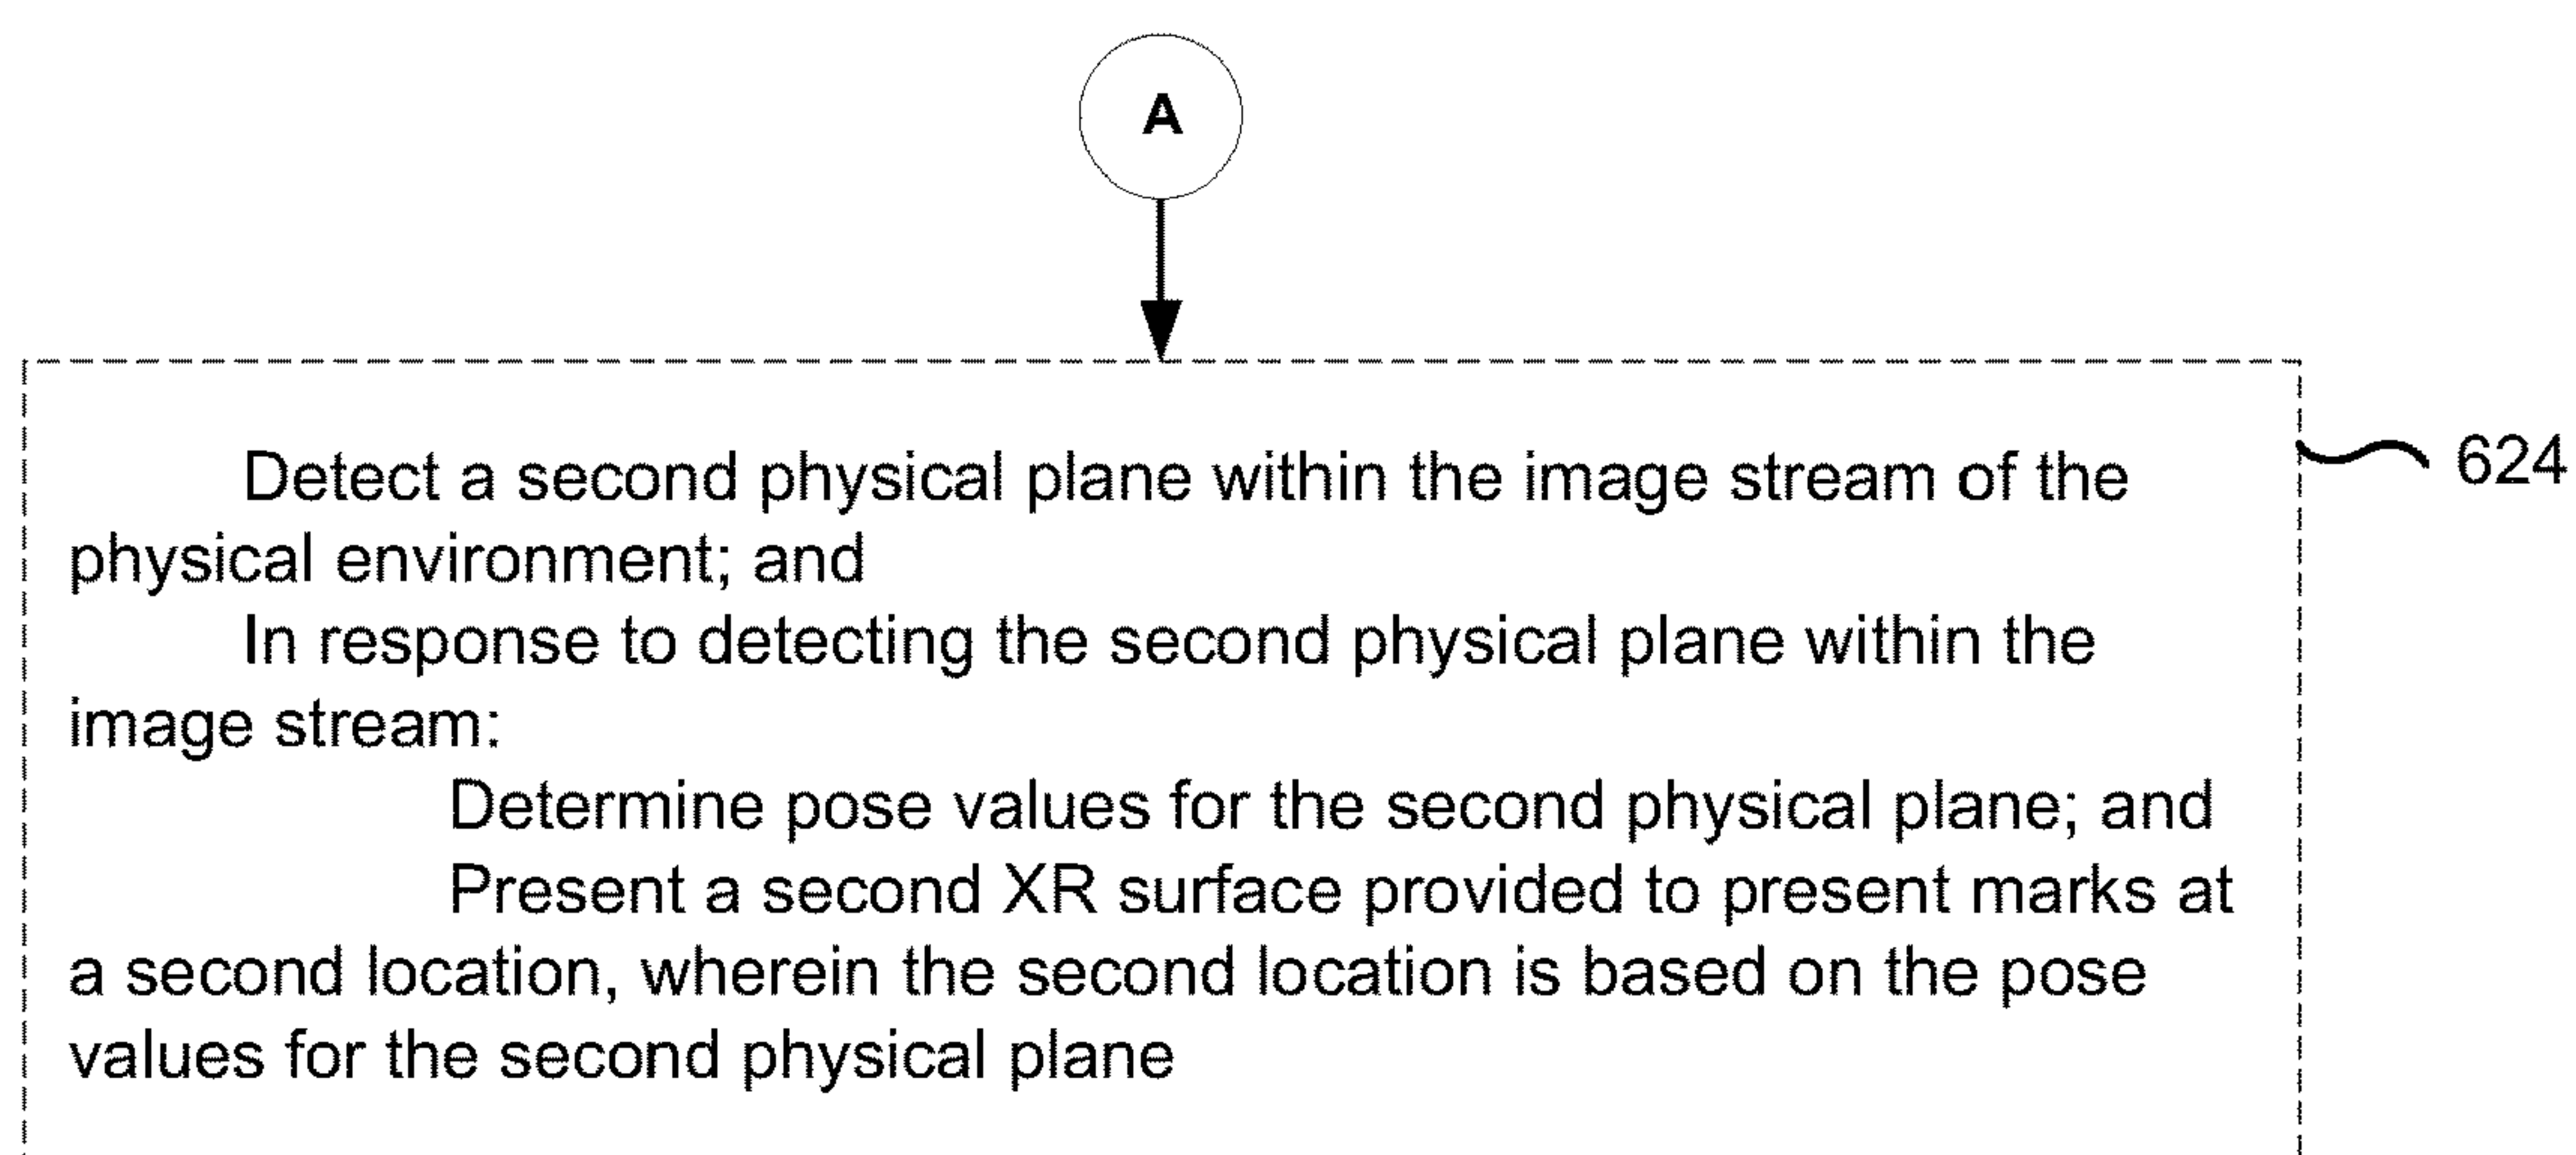 A
Detect a second physical plane within the image stream of the
624
physical environment; and
In response to detecting the second physical plane within the
image stream:
Determine pose values for the second physical plane; and
Present a second XR surface provided to present marks at
a second location, wherein the second location is based on the pose
values for the second physical plane